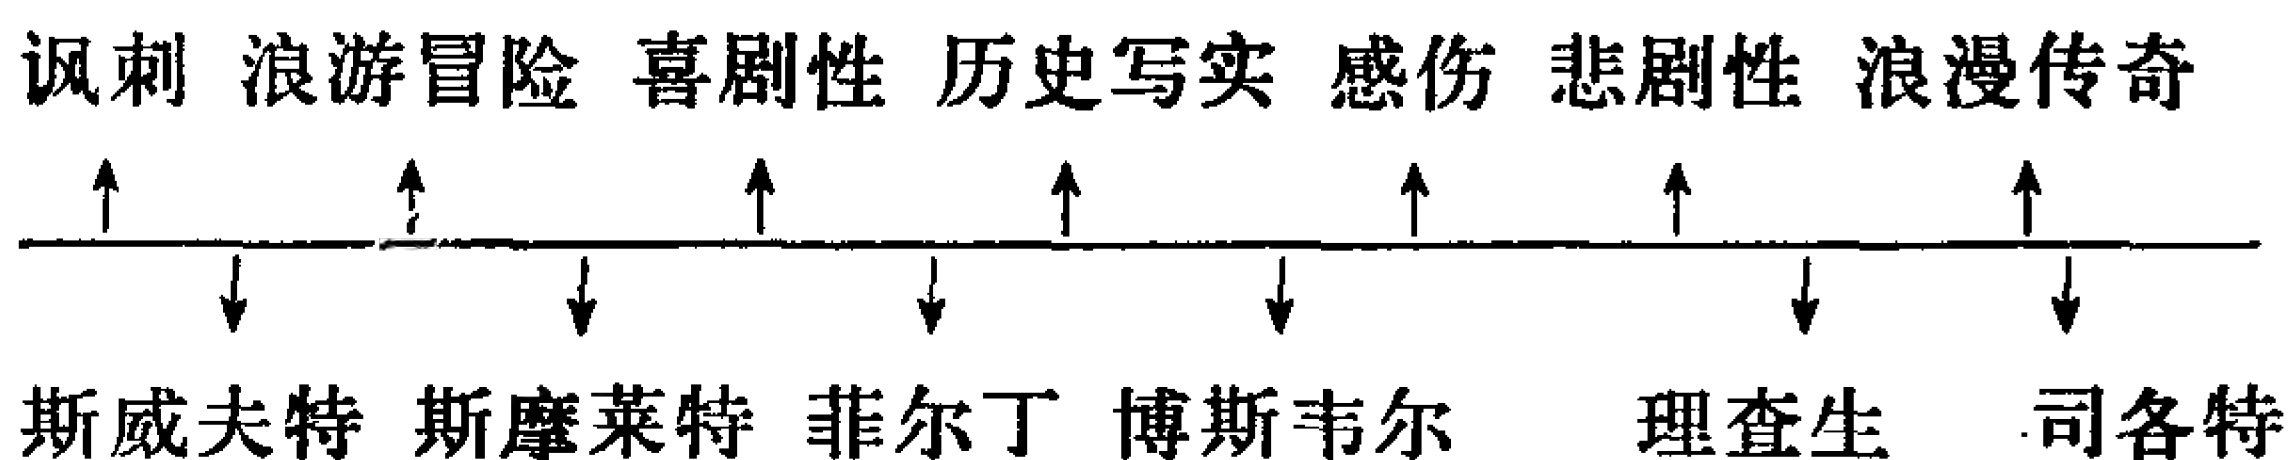 讽刺 浪游冒险 喜剧性 历史写实 感伤 悲剧性 浪漫传奇
斯威夫特 斯摩莱特 菲尔丁 博斯韦尔 理查生 司各特